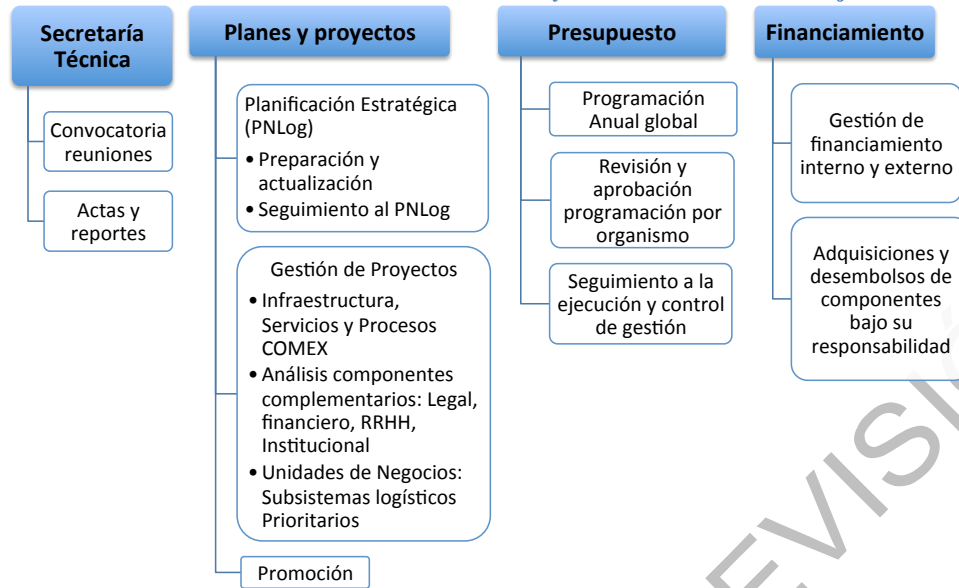 Secretaría
Técnica
Convocatoria
reuniones
Actas y
reportes
Planes y proyectos
Planificación Estratégica
(PNLog)
• Preparación y
actualización
• Seguimiento al PNLog
Gestión de Proyectos
• Infraestructura,
Servicios y Procesos
COMEX
• Análisis componentes
complementarios: Legal,
financiero, RRHH,
Institucional
• Unidades de Negocios:
Subsistemas logísticos
Prioritarios
Promoción
Presupuesto
Programación
Anual global
Revisión y
aprobación
programación por
organismo
Seguimiento a la
ejecución y control
de gestión
Financiamiento
Gestión de
financiamiento
interno y externo
Adquisiciones y
desembolsos de
componentes
bajo su
responsabilidad